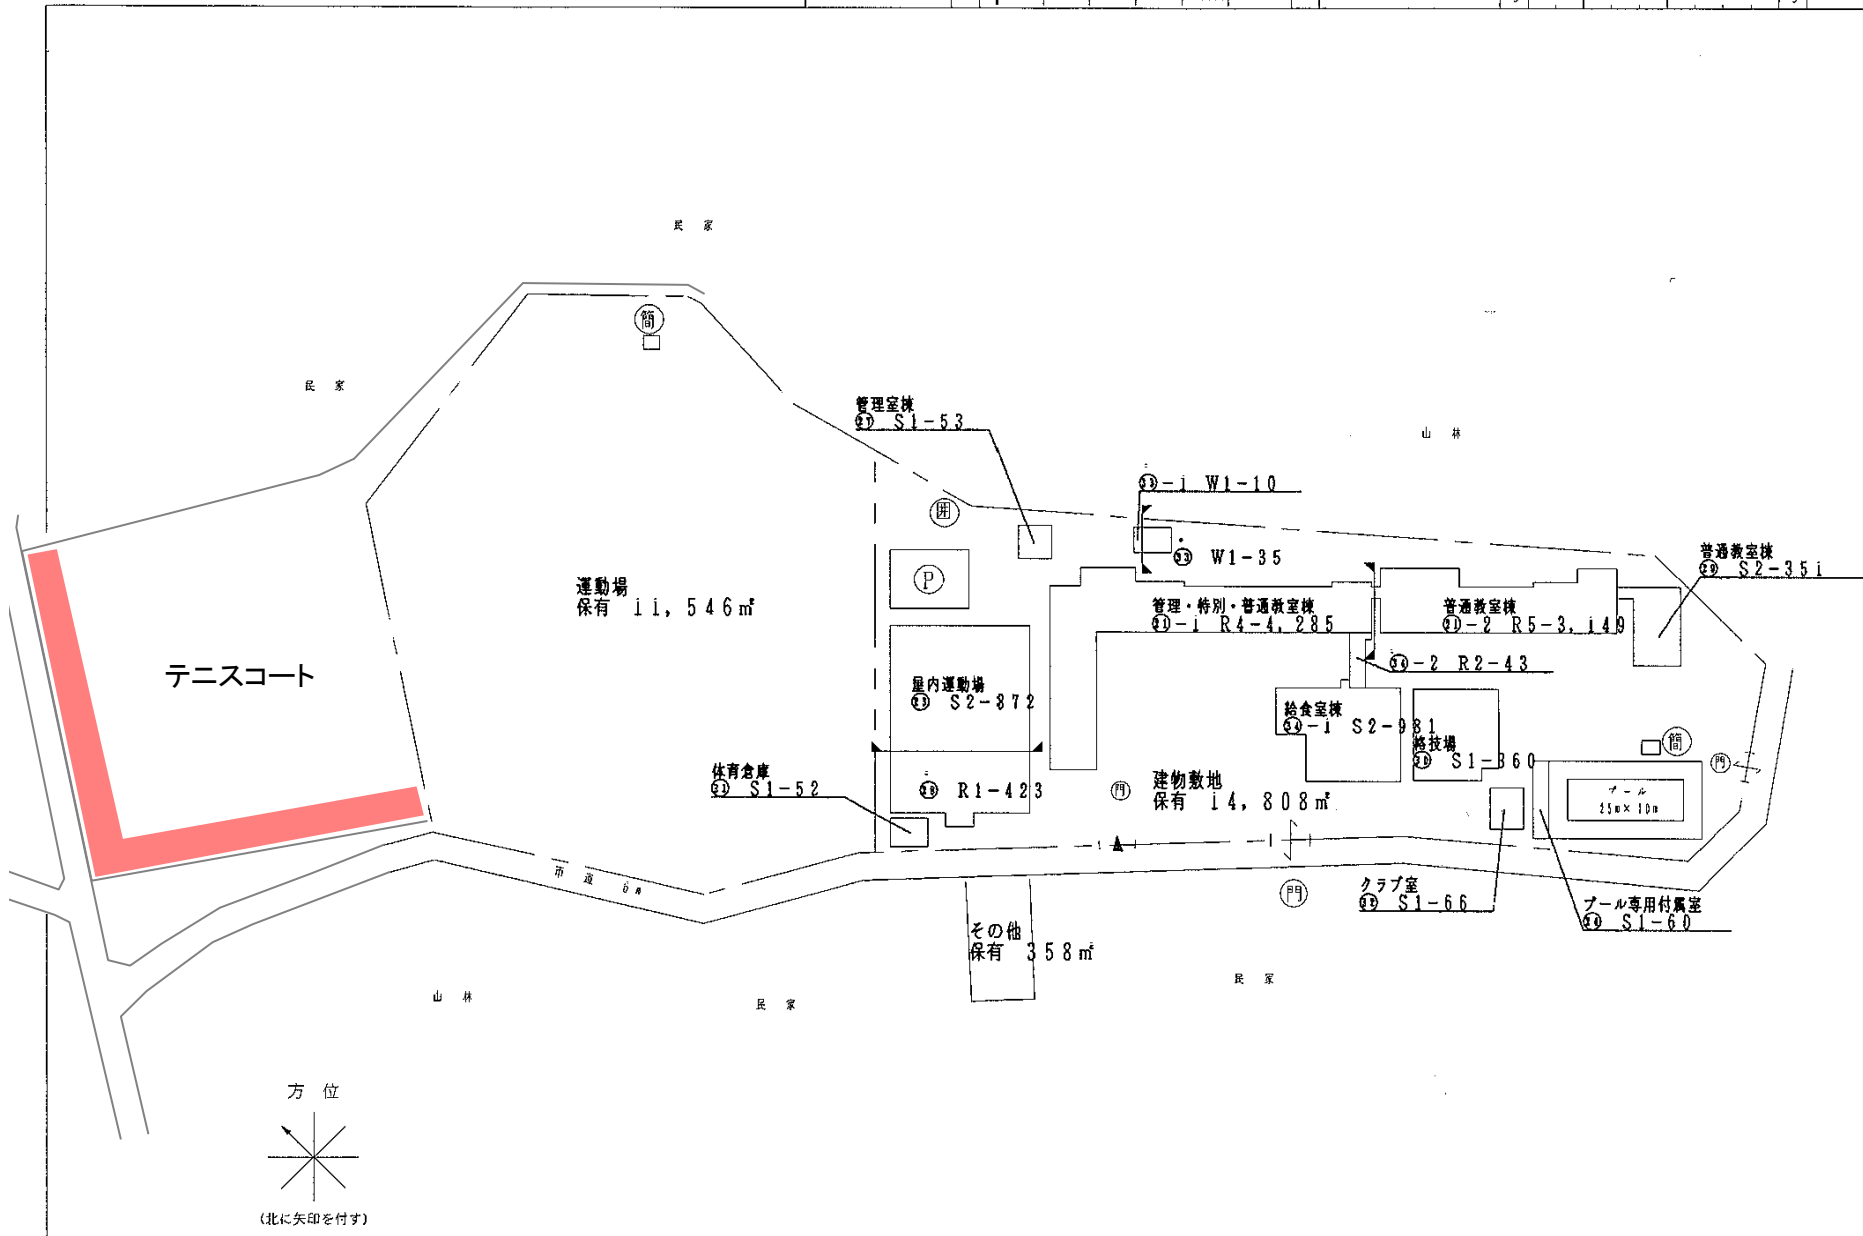 民 家
簡
民 家
管理室棟
㉗ S1-53
山 林
㉝-1 W1-10
囲
㉝ W1-35
普通教室棟
㉙ S2-351
P
運動場
保有 11,546㎡
管理・特別・普通教室棟
㉑-1 R4-4,285
普通教室棟
㉑-2 R5-3,149
テニスコート
㉞-2 R2-43
屋内運動場
S2-872
給食室棟
㉞-1 S2-981
格技場
㉚ S1-360
簡
門
体育倉庫
㉛ S1-52
㉘ R1-423
門
建物敷地
保有 14,808㎡
プール
25m×10m
市道 6m
クラブ室
㉜ S1-66
門
プール専用付属室
S1-60
その他
保有 358㎡
民 家
山 林
民 家
方 位
(北に矢印を付す)